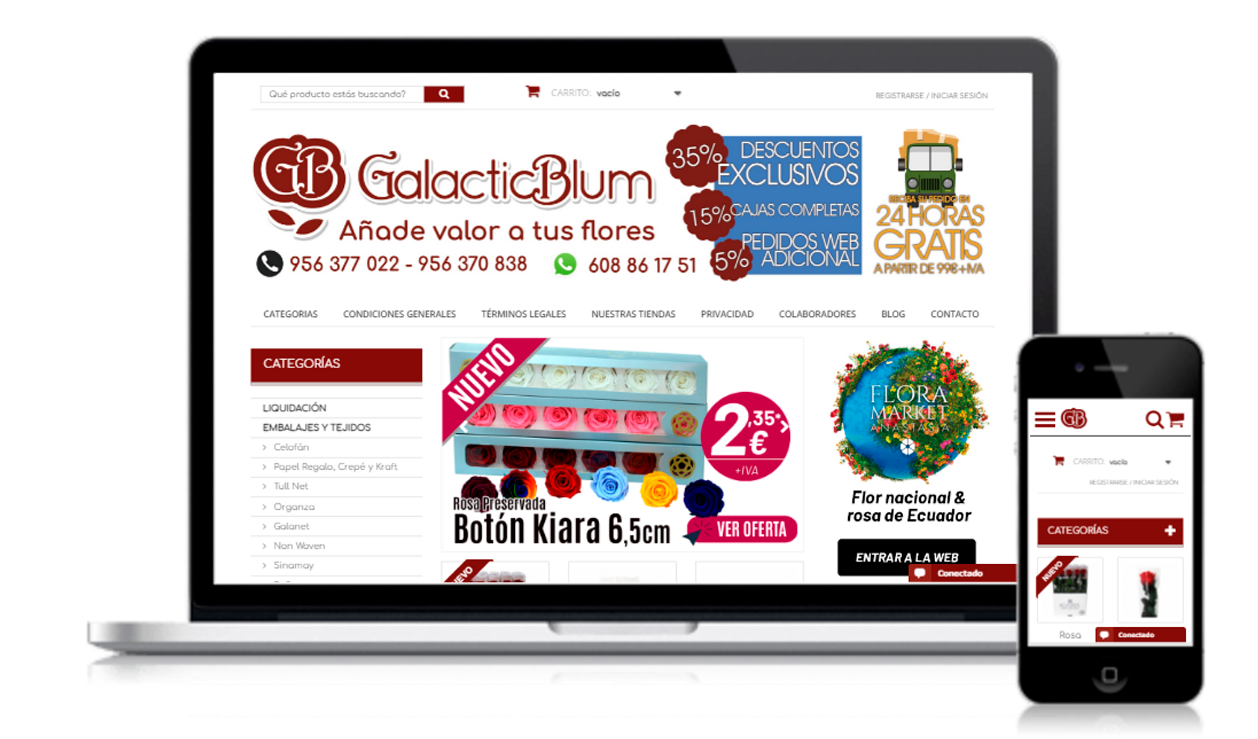 Qué producto estás buscando?
CARRITO: vacío
REGISTRARSE / INICIAR SESIÓN
GB GalacticBlum
Añade valor a tus flores
956 377 022 - 956 370 838
608 86 17 51
35% DESCUENTOS
EXCLUSIVOS
15% CAJAS COMPLETAS
PEDIDOS WEB
5% ADICIONAL
RECIBA SU PEDIDO EN
24 HORAS
GRATIS
A PARTIR DE 99€+IVA
CATEGORIAS CONDICIONES GENERALES TÉRMINOS LEGALES NUESTRAS TIENDAS PRIVACIDAD COLABORADORES BLOG CONTACTO
CATEGORÍAS
LIQUIDACIÓN
EMBALAJES Y TEJIDOS
> Celofán
> Papel Regalo, Crepé y Kraft
> Tull Net
> Organza
> Galanet
> Non Woven
> Sinamay
NUEVO
2,35€
+IVA
Rosa Preservada
Botón Kiara 6,5cm
VER OFERTA
NUEVO
FLORA
MARKET
ANASTASIA
Flor nacional &
rosa de Ecuador
ENTRAR A LA WEB
Conectado
GB
CARRITO: vacío
REGISTRARSE / INICIAR SESIÓN
CATEGORÍAS
NUEVO
Rosa
Conectado